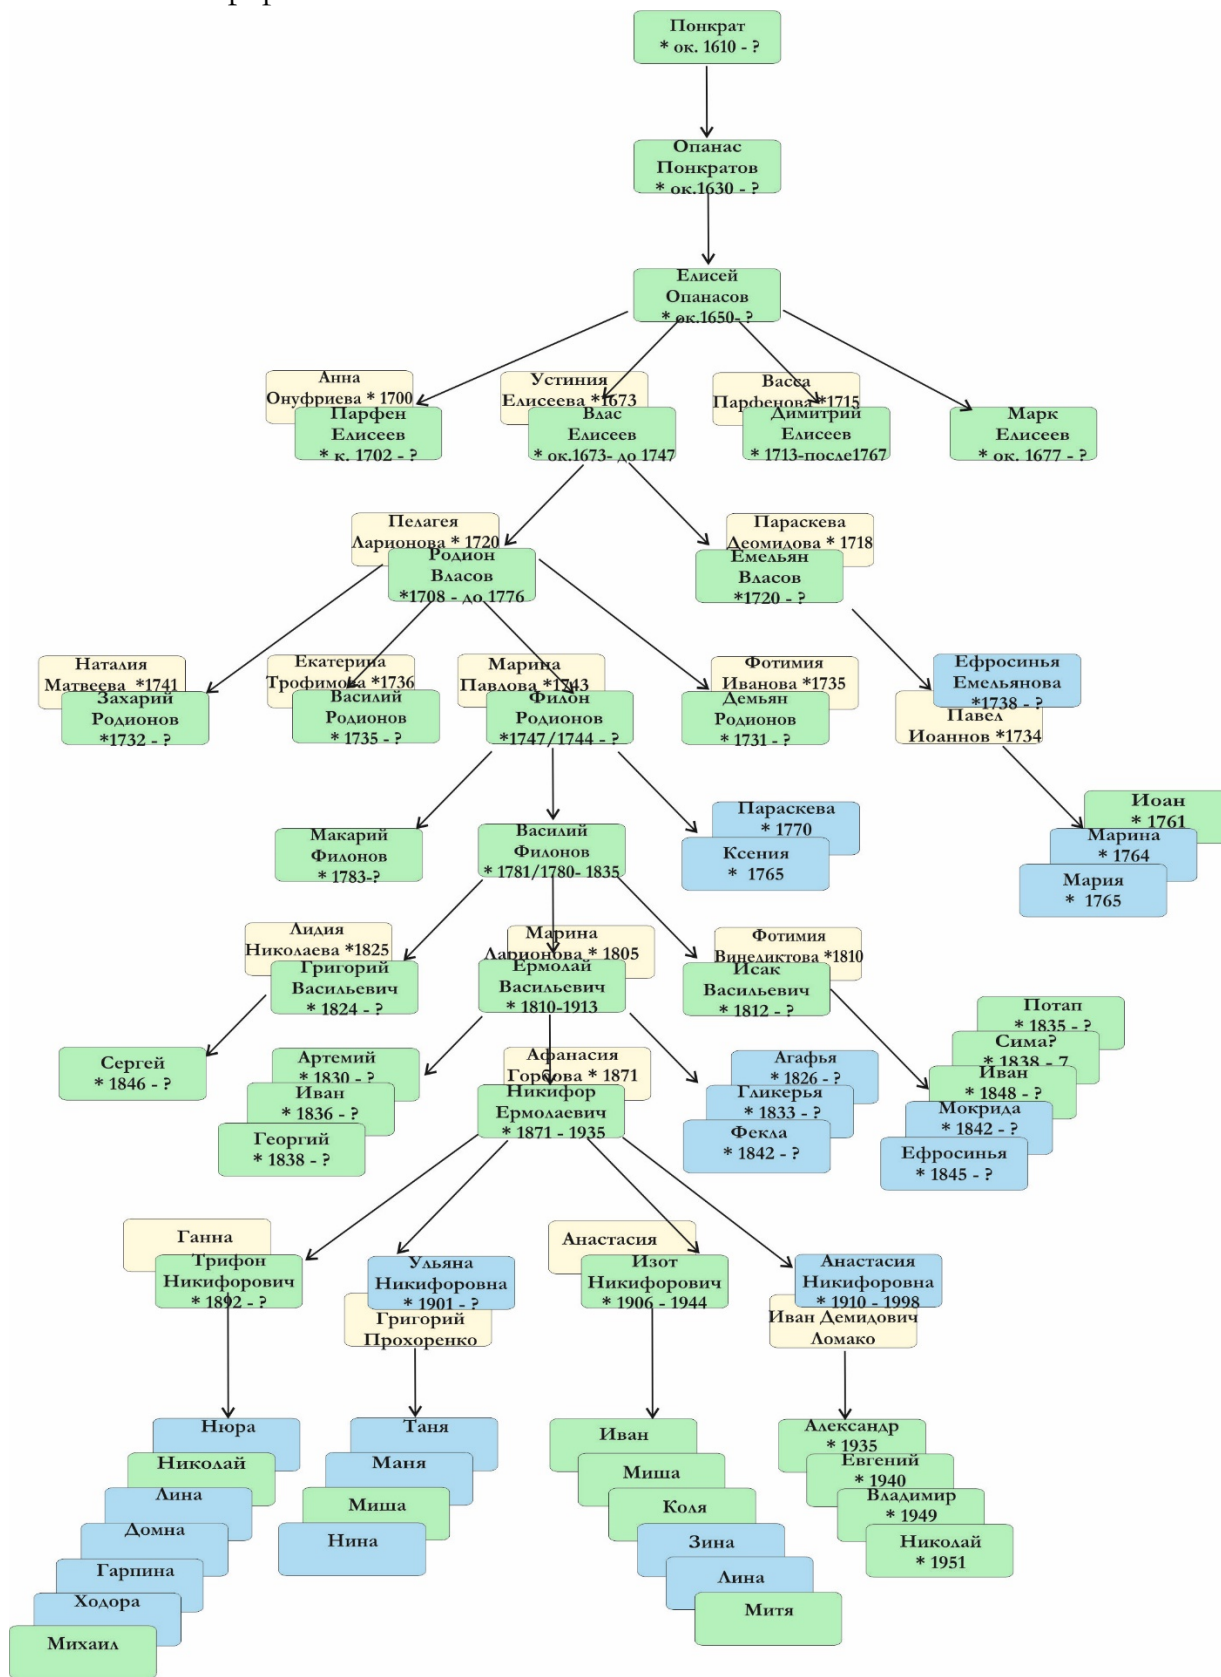 Понкрат
* ок. 1610 - ?
Опанас
Понкратов
* ок.1630 - ?
Елисей
Опанасов
* ок.1650- ?
Анна
Онуфриева * 1700
Парфен
Елисеев
* к. 1702 - ?
Устиния
Елисеева *1673
Влас
Елисеев
* ок.1673- до 1747
Васса
Парфенова *1715
Димитрий
Елисеев
* 1713-после1767
Марк
Елисеев
* ок. 1677 - ?
Пелагея
Ларионова * 1720
Родион
Власов
*1708 - до 1776
Параскева
Деомидова * 1718
Емельян
Власов
*1720 - ?
Наталия
Матвеева *1741
Захарий
Родионов
*1732 - ?
Екатерина
Трофимова *1736
Василий
Родионов
* 1735 - ?
Марина
Павлова *1743
Филон
Родионов
*1747/1744 - ?
Фотимия
Иванова *1735
Демьян
Родионов
*1731 - ?
Ефросинья
Емельянова
*1738 - ?
Павел
Иоаннов *1734
Макарий
Филонов
* 1783-?
Василий
Филонов
* 1781/1780- 1835
Параскева
* 1770
Ксения
* 1765
Иоан
* 1761
Марина
* 1764
Мария
* 1765
Лидия
Николаева *1825
Григорий
Васильевич
* 1824 - ?
Марина
Ларионова * 1805
Ермолай
Васильевич
* 1810-1913
Фотимия
Винедиктова *1810
Исак
Васильевич
* 1812 - ?
Сергей
* 1846 - ?
Артемий
* 1830 - ?
Иван
* 1836 - ?
Георгий
* 1838 - ?
Афанасия
Гордова * 1871
Никифор
Ермолаевич
* 1871 - 1935
Агафья
* 1826 - ?
Гликерья
* 1833 - ?
Фекла
* 1842 - ?
Потап
* 1835 - ?
Сима?
* 1838 - 7
Иван
* 1848 - ?
Мокрида
* 1842 - ?
Ефросинья
* 1845 - ?
Ганна
Трифон
Никифорович
* 1892 - ?
Ульяна
Никифоровна
* 1901 - ?
Григорий
Прохоренко
Анастасия
Изот
Никифорович
* 1906 - 1944
Анастасия
Никифоровна
* 1910 - 1998
Иван Демидович
Ломако
Нюра
Николай
Лина
Домна
Гарпина
Ходора
Михаил
Таня
Маня
Миша
Нина
Иван
Миша
Коля
Зина
Лина
Митя
Александр
* 1935
Евгений
* 1940
Владимир
* 1949
Николай
* 1951